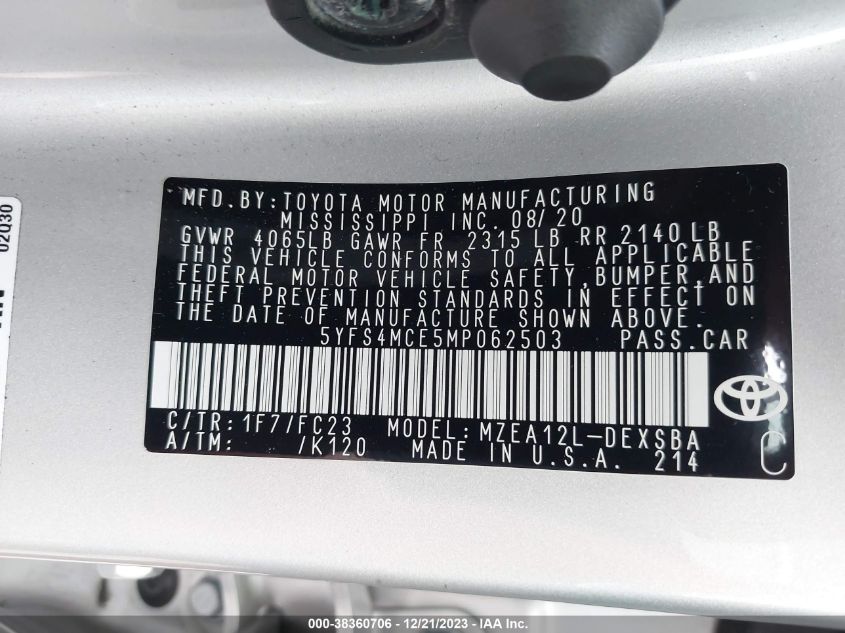 02Q30
MFD.BY:TOYOTA MOTOR MANUFACTURING
MISSISSIPPI INC. 08/20
GVWR 4065LB GAWR FR 2315 LB RR 2140 LB
THIS VEHICLE CONFORMS TO ALL APPLICABLE
FEDERAL MOTOR VEHICLE SAFETY,BUMPER,AND
THEFT PREVENTION STANDARDS IN EFFECT ON
THE DATE OF MANUFACTURE SHOWN ABOVE.
5YFS4MCE5MP062503 PASS.CAR
C/TR:1F7/FC23 MODEL:MZEA12L-DEXSBA
A/TM: /K120 MADE IN U.S.A. 214
C
000-38360706 - 12/21/2023 - IAA Inc.